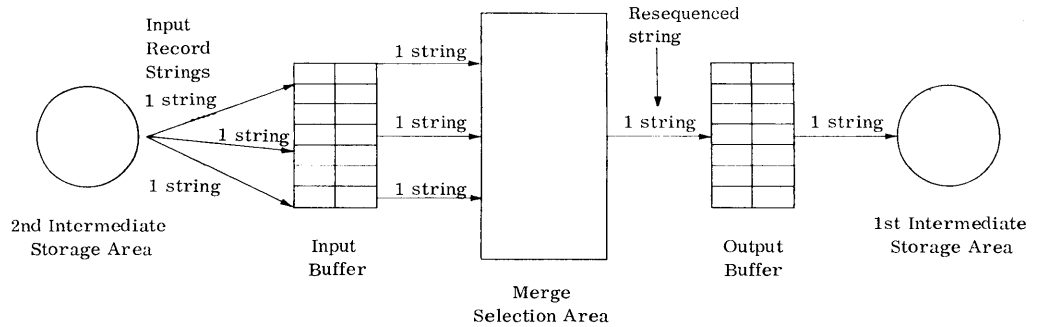 Input
Record
Strings
1 string
1 string
1 string
1 string
1 string
1 string
Resequenced
string
1 string
1 string
2nd Intermediate
Storage Area
Input
Buffer
Merge
Selection Area
Output
Buffer
1st Intermediate
Storage Area